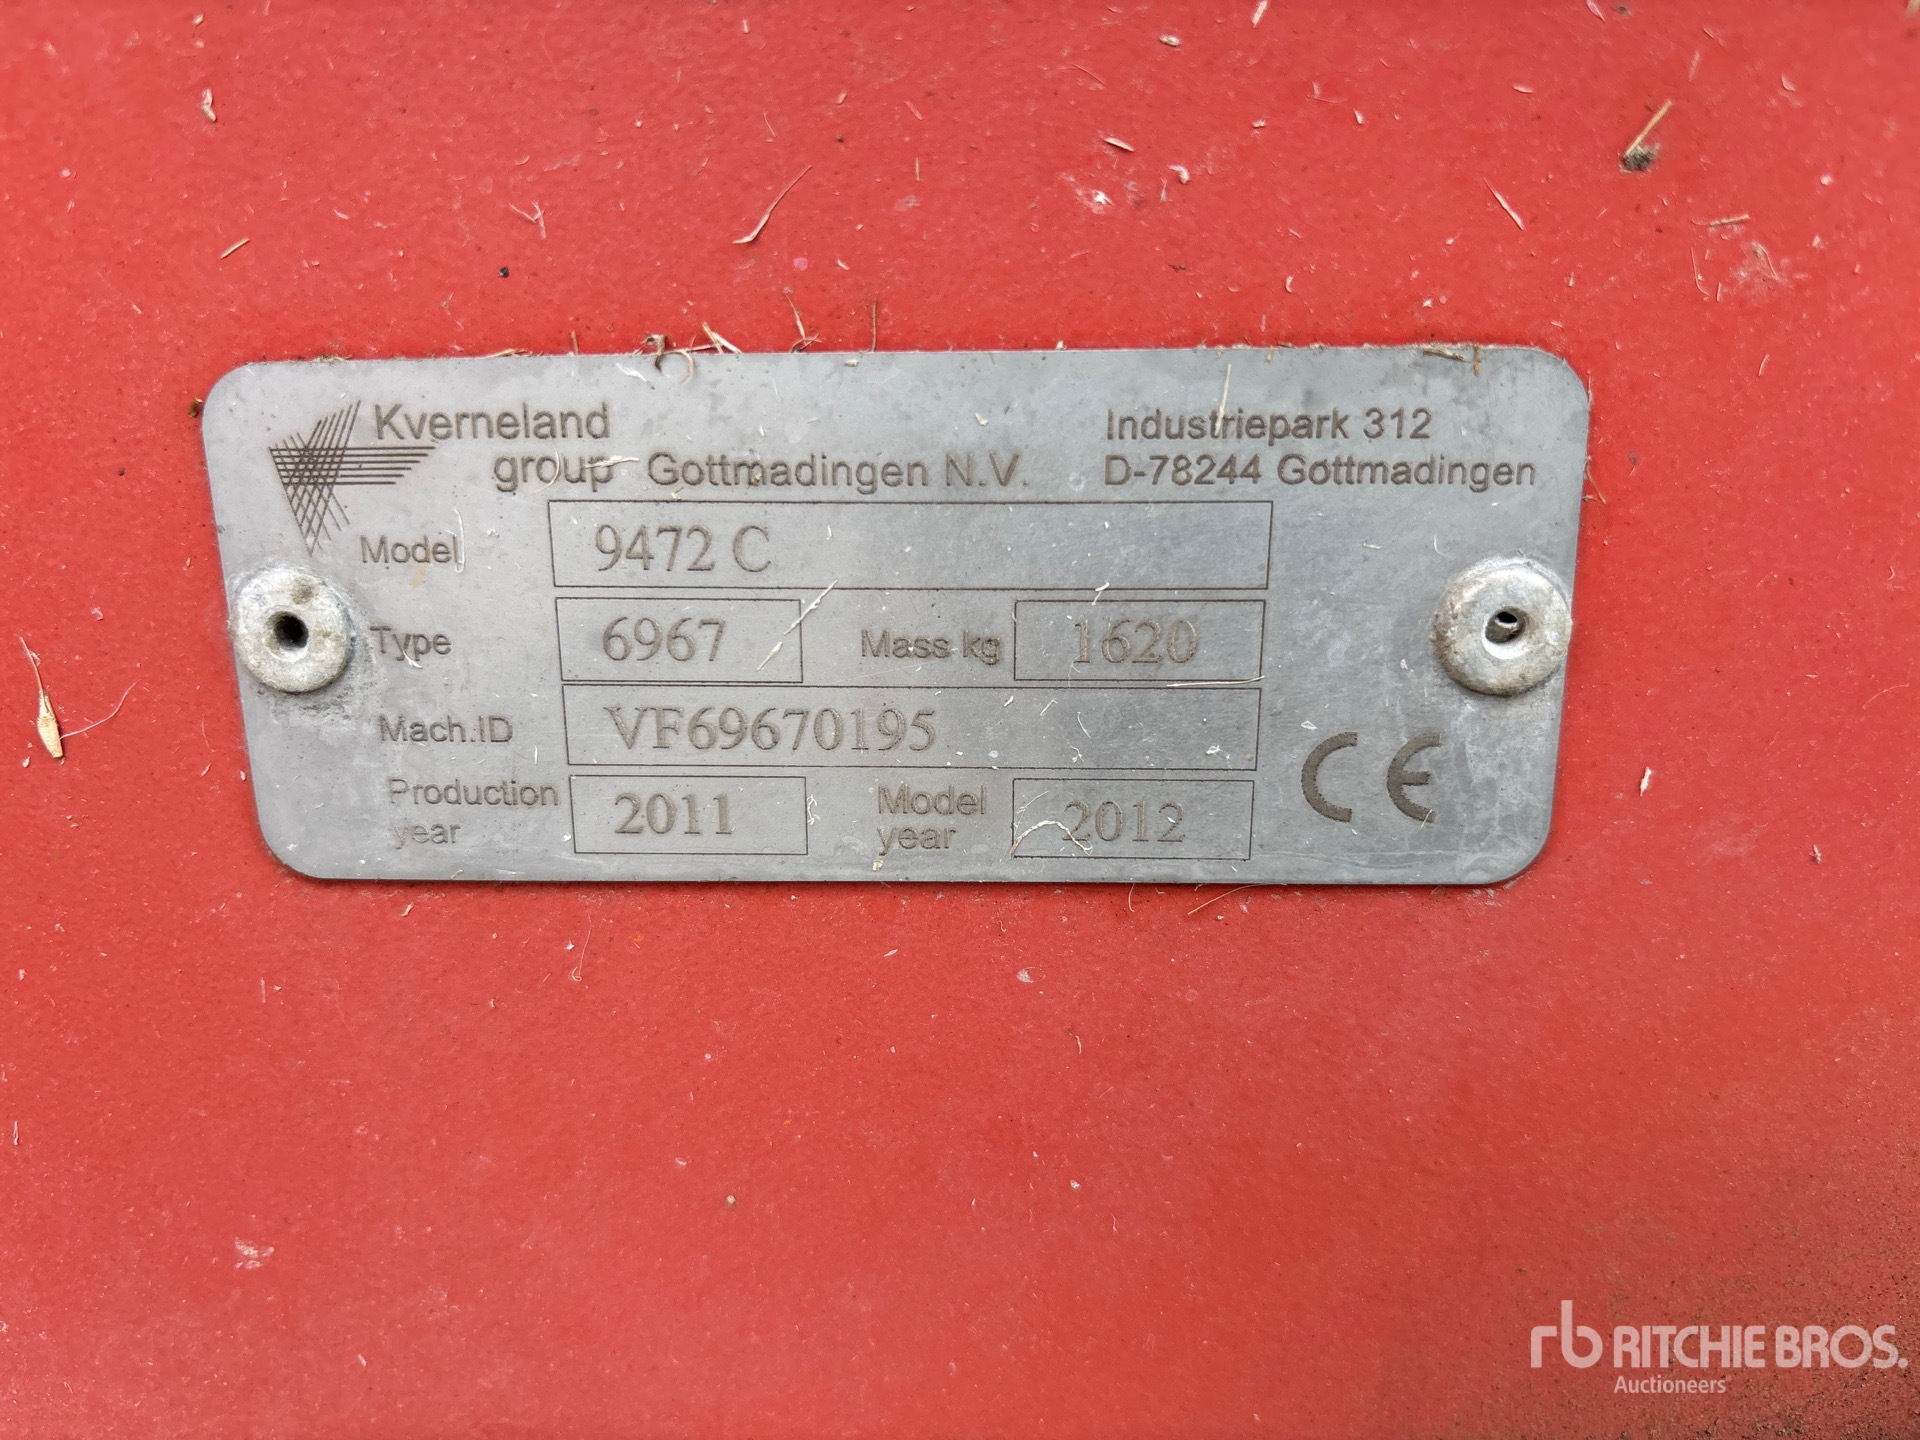 Kverneland
group Gottmadingen N.V.
Industriepark 312
D-78244 Gottmadingen
Model 9472 C
Type 6967 Mass kg 1620
Mach.ID VF69670195
Production year 2011 Model year 2012
CE
rb RITCHIE BROS.
Auctioneers